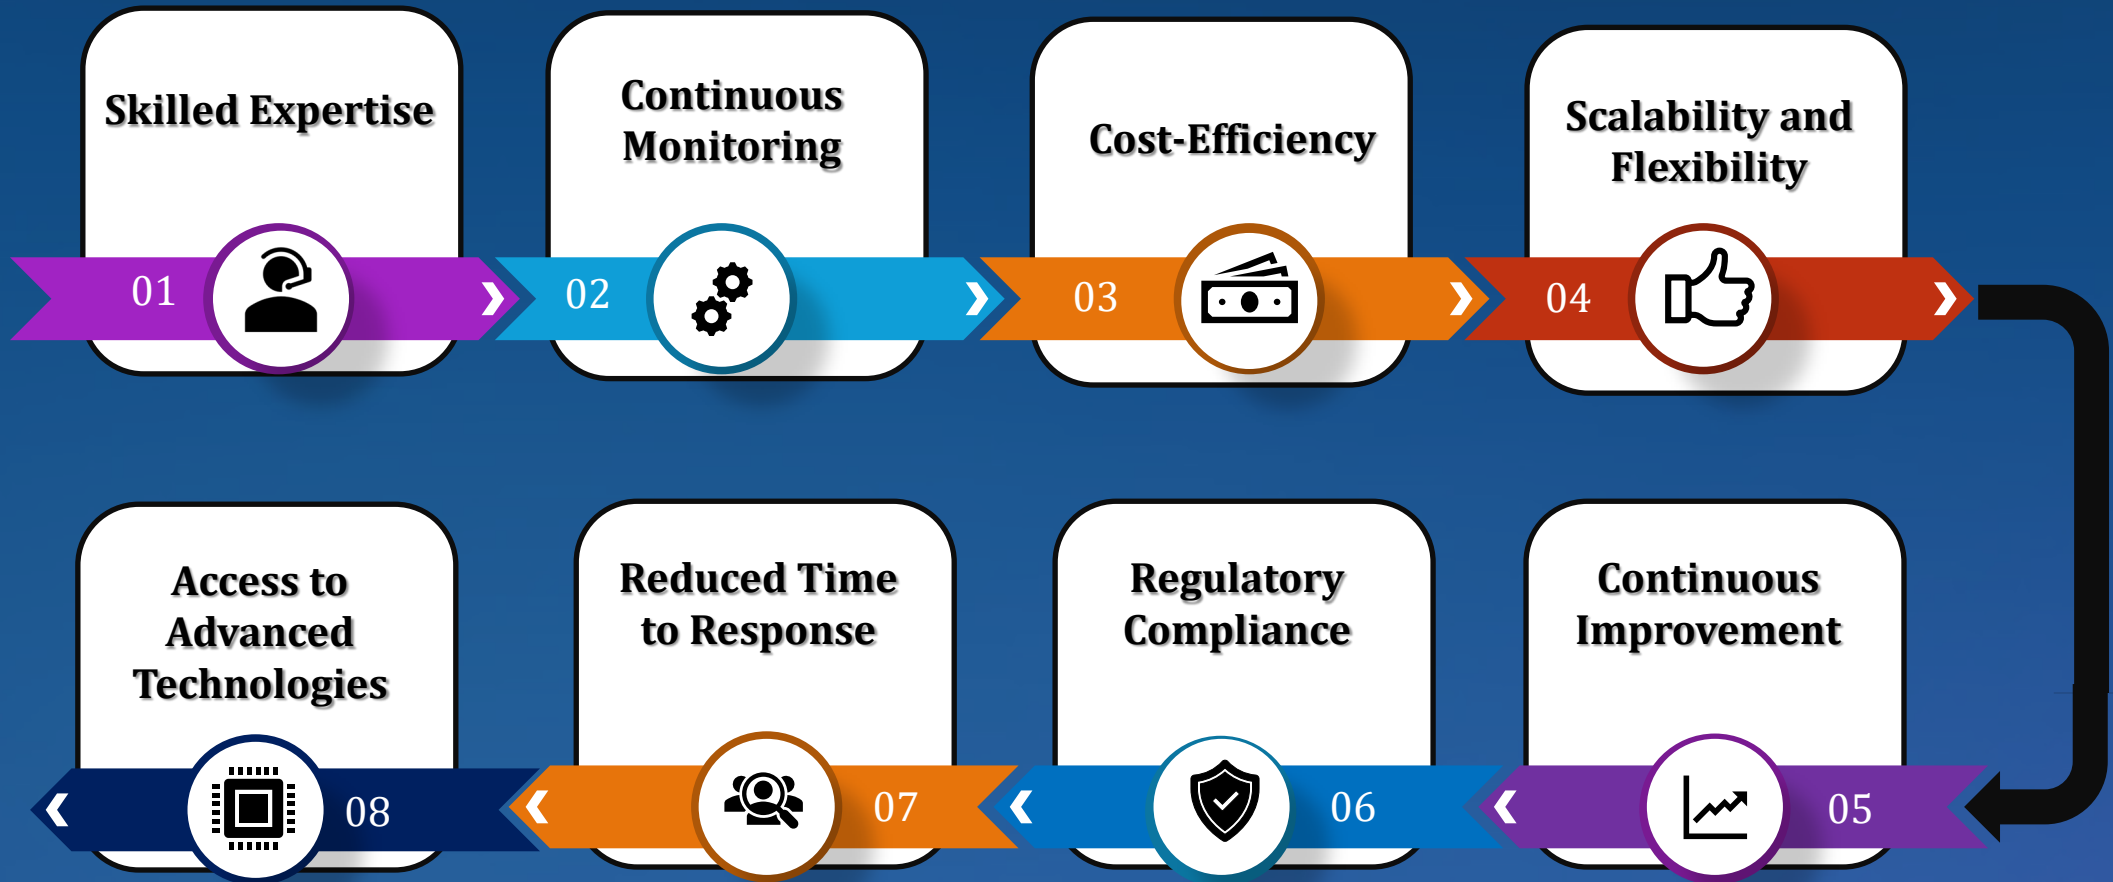 Skilled Expertise
01
Continuous
Monitoring
02
Cost-Efficiency
03
Scalability and
Flexibility
04
Continuous
Improvement
05
Regulatory
Compliance
06
Reduced Time
to Response
07
Access to
Advanced
Technologies
08